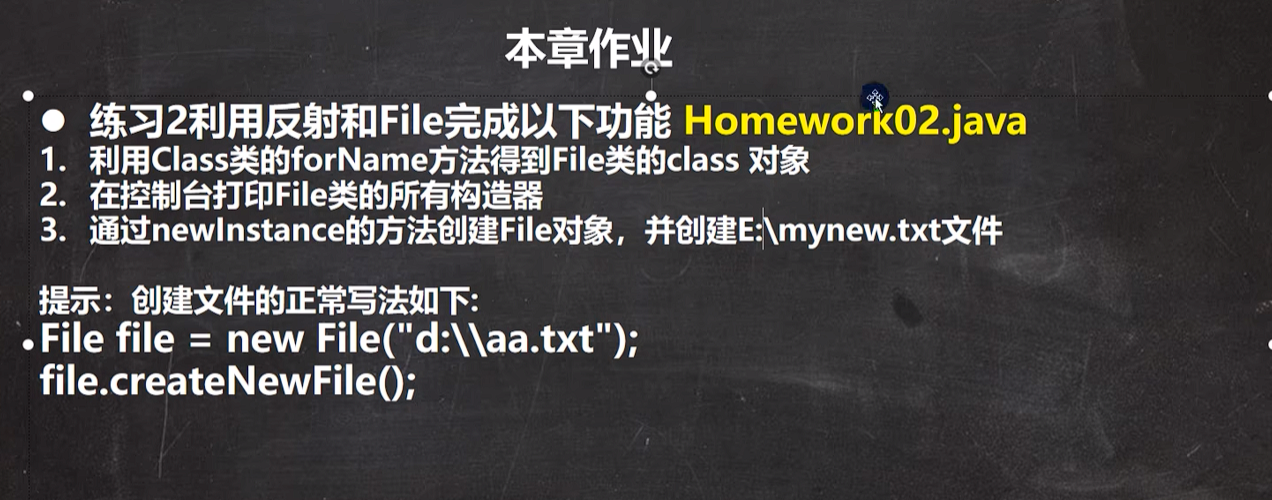 本章作业
● 练习2利用反射和File完成以下功能 Homework02.java
1. 利用Class类的forName方法得到File类的class 对象
2. 在控制台打印File类的所有构造器
3. 通过newInstance的方法创建File对象，并创建E:\mynew.txt文件
提示：创建文件的正常写法如下:
File file = new File("d:\\aa.txt");
file.createNewFile();